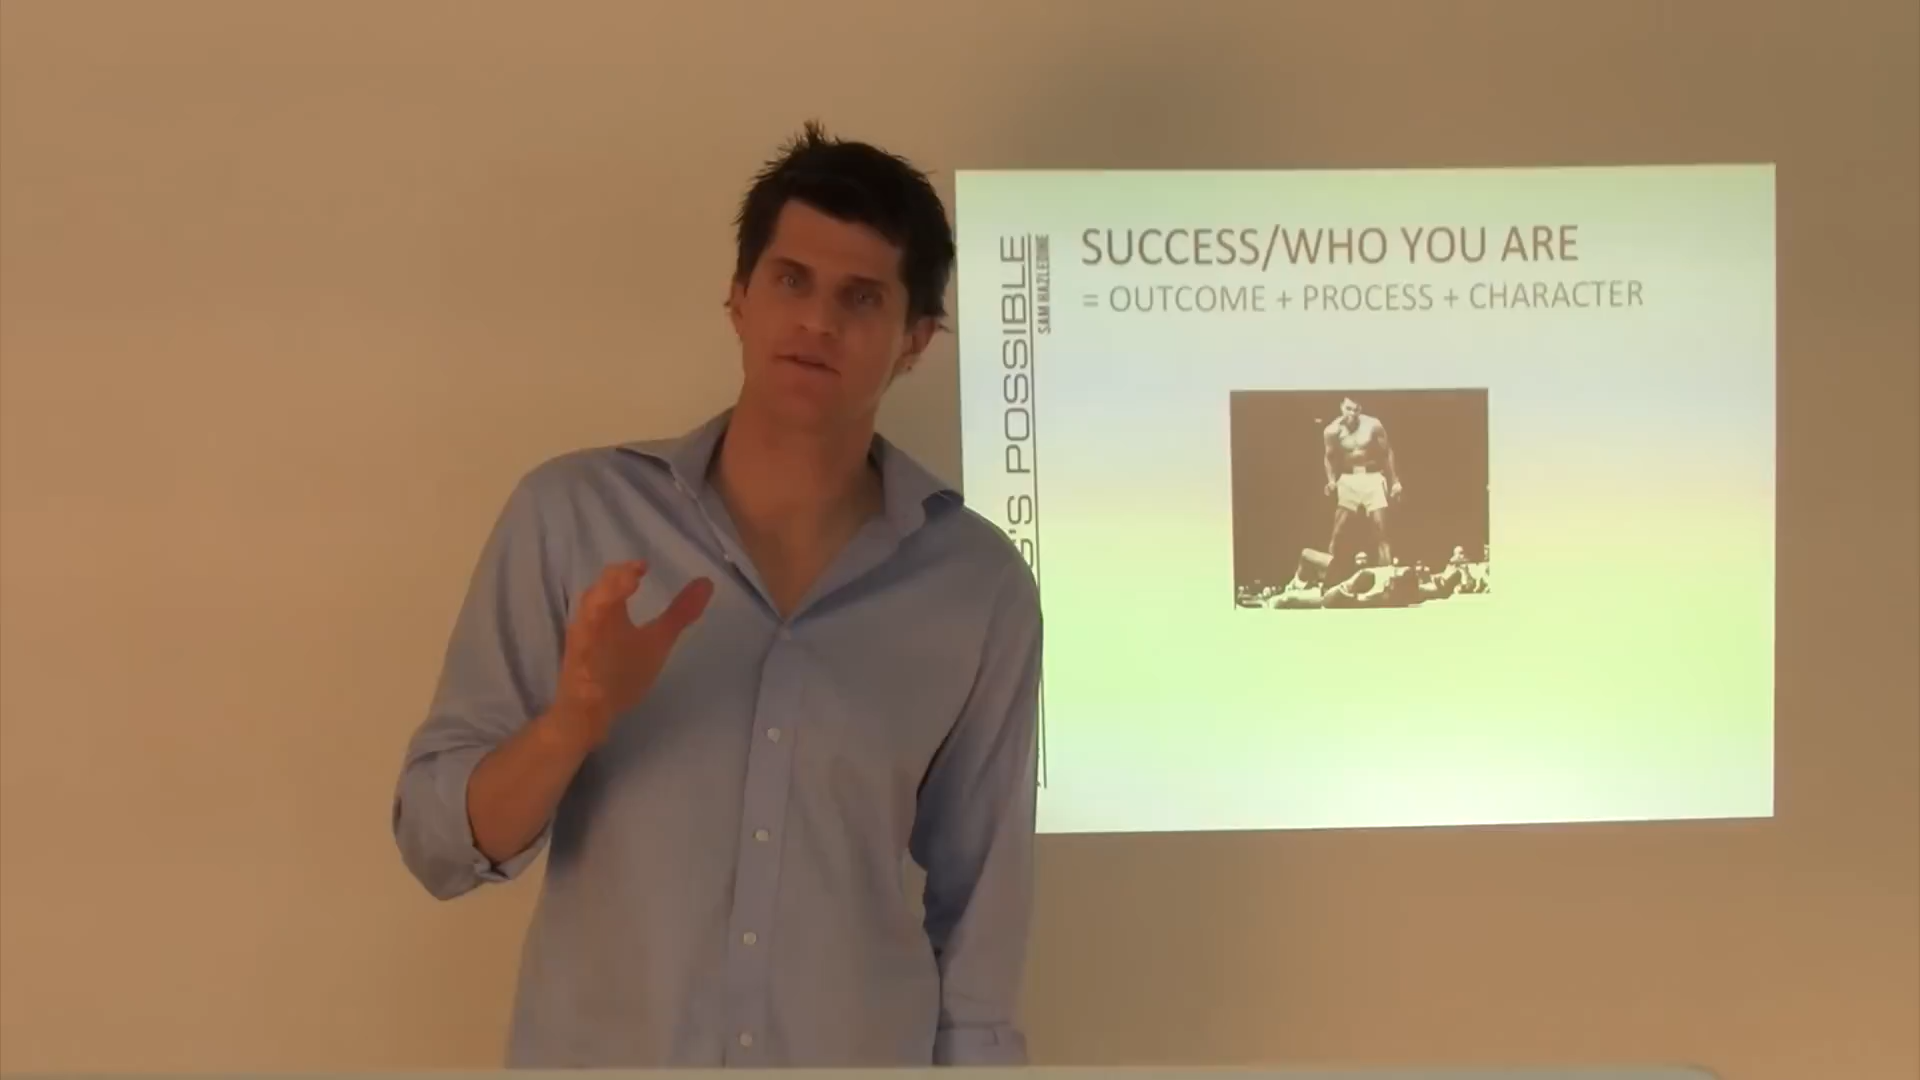 SUCCESS/WHO YOU ARE
= OUTCOME + PROCESS + CHARACTER
POSSIBLE
SAM HAZLEDINE